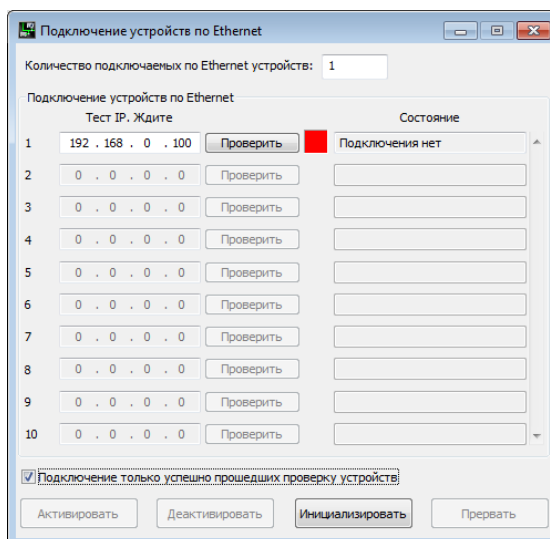 Подключение устройств по Ethernet
Количество подключаемых по Ethernet устройств: 1
Подключение устройств по Ethernet
Тест IP. Ждите Состояние
1 192 . 168 . 0 . 100 Проверить Подключения нет
2 0 . 0 . 0 . 0 Проверить
3 0 . 0 . 0 . 0 Проверить
4 0 . 0 . 0 . 0 Проверить
5 0 . 0 . 0 . 0 Проверить
6 0 . 0 . 0 . 0 Проверить
7 0 . 0 . 0 . 0 Проверить
8 0 . 0 . 0 . 0 Проверить
9 0 . 0 . 0 . 0 Проверить
10 0 . 0 . 0 . 0 Проверить
Подключение только успешно прошедших проверку устройств
Активировать Деактивировать Инициализировать Прервать